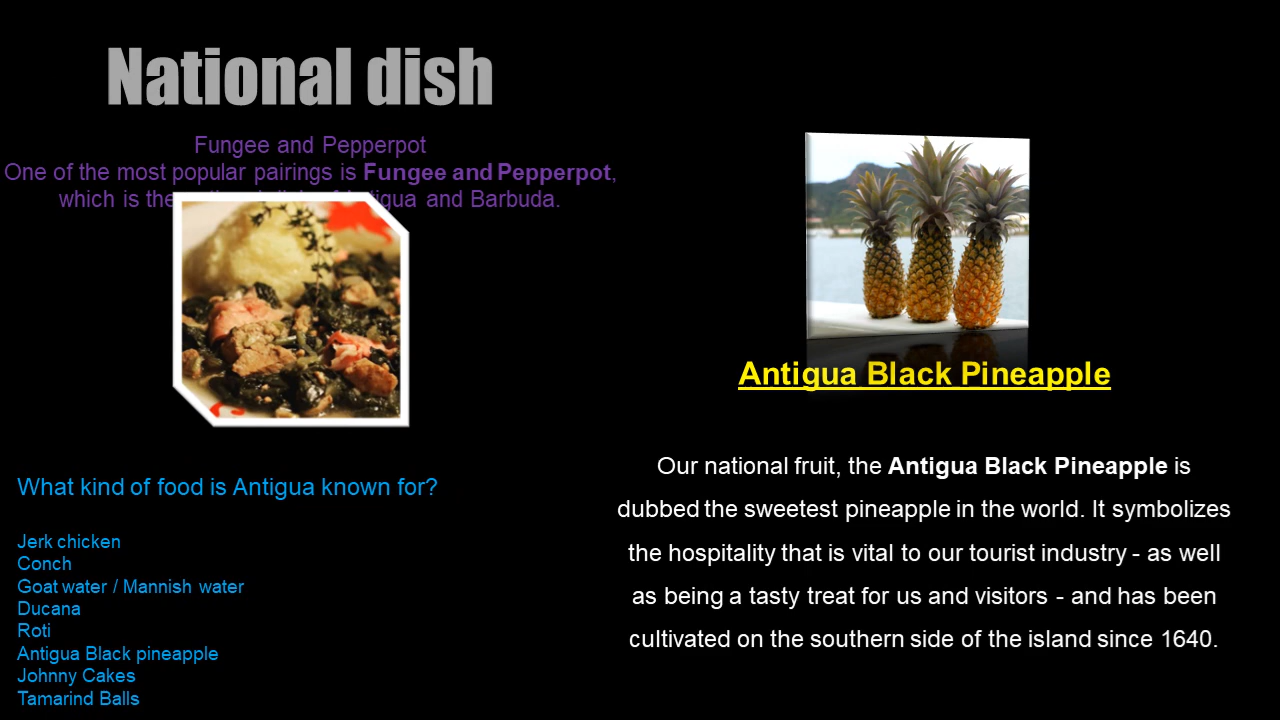 National dish
Fungee and Pepperpot
One of the most popular pairings is Fungee and Pepperpot,
which is the of Antigua and Barbuda.
Antigua Black Pineapple
Our national fruit, the Antigua Black Pineapple is
dubbed the sweetest pineapple in the world. It symbolizes
the hospitality that is vital to our tourist industry - as well
as being a tasty treat for us and visitors - and has been
cultivated on the southern side of the island since 1640.
What kind of food is Antigua known for?
Jerk chicken
Conch
Goat water / Mannish water
Ducana
Roti
Antigua Black pineapple
Johnny Cakes
Tamarind Balls